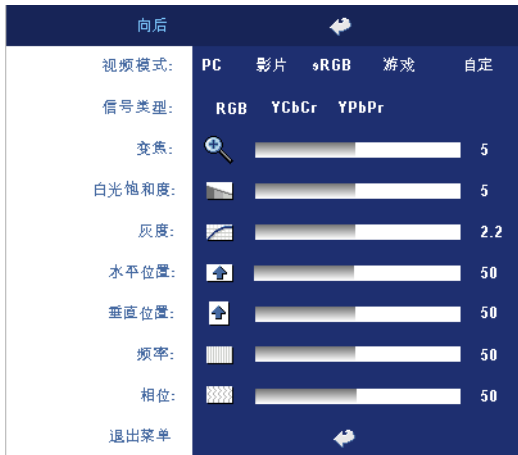 向后
视频模式: PC 影片 sRGB 游戏 自定
信号类型: RGB YCbCr YPbPr
变焦: 5
白光饱和度: 5
灰度: 2.2
水平位置: 50
垂直位置: 50
频率: 50
相位: 50
退出菜单